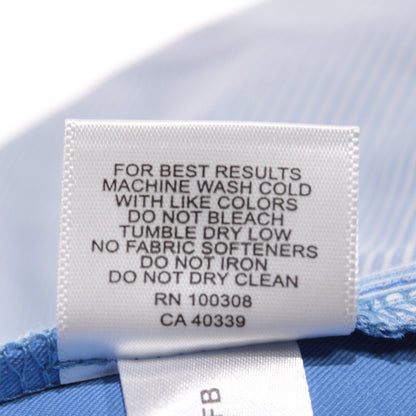 FOR BEST RESULTS
MACHINE WASH COLD
WITH LIKE COLORS
DO NOT BLEACH
TUMBLE DRY LOW
NO FABRIC SOFTENERS
DO NOT IRON
DO NOT DRY CLEAN
RN 100308
CA 40339
FB